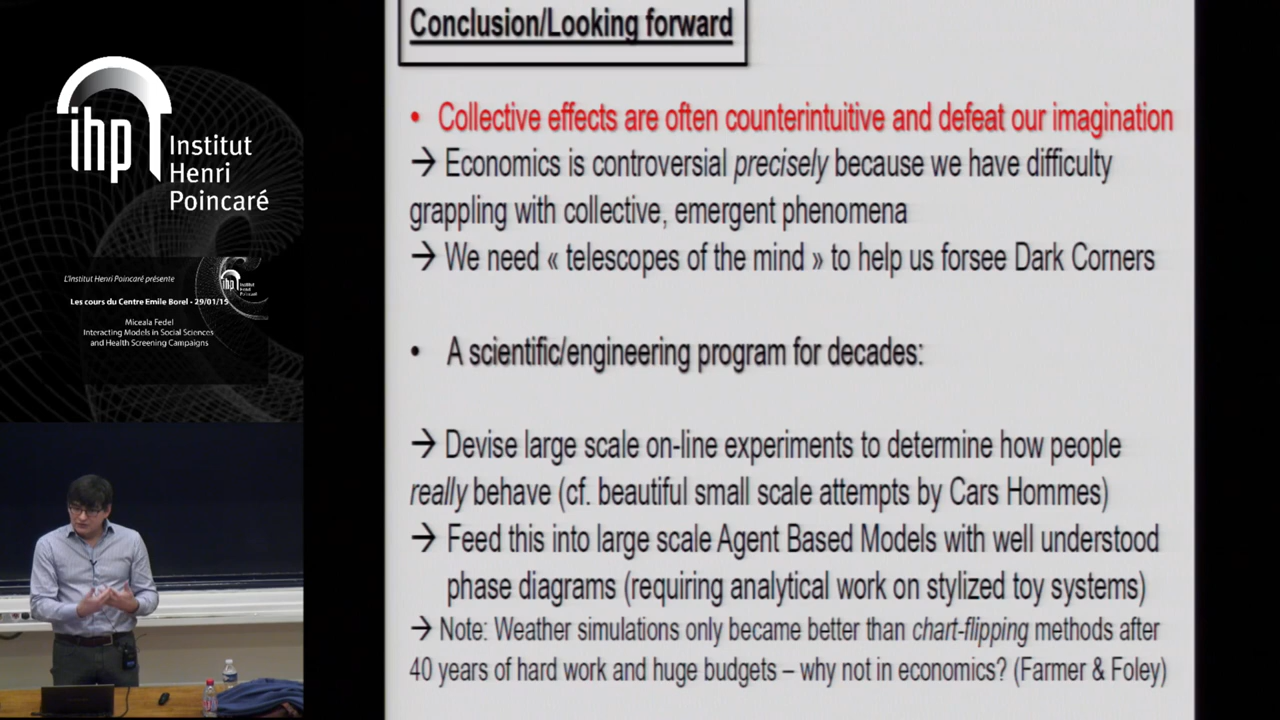 ihp
Institut
Henri
Poincaré
L'Institut Henri Poincaré présente
Les cours du Centre Emile Borel - 29/01/15
Miceala Fedel
Interacting Models in Social Sciences
and Health Screening Campaigns
Conclusion/Looking forward
• Collective effects are often counterintuitive and defeat our imagination
→ Economics is controversial precisely because we have difficulty
grappling with collective, emergent phenomena
→ We need « telescopes of the mind » to help us forsee Dark Corners
• A scientific/engineering program for decades:
→ Devise large scale on-line experiments to determine how people
really behave (cf. beautiful small scale attempts by Cars Hommes)
→ Feed this into large scale Agent Based Models with well understood
phase diagrams (requiring analytical work on stylized toy systems)
→ Note: Weather simulations only became better than chart-flipping methods after
40 years of hard work and huge budgets – why not in economics? (Farmer & Foley)